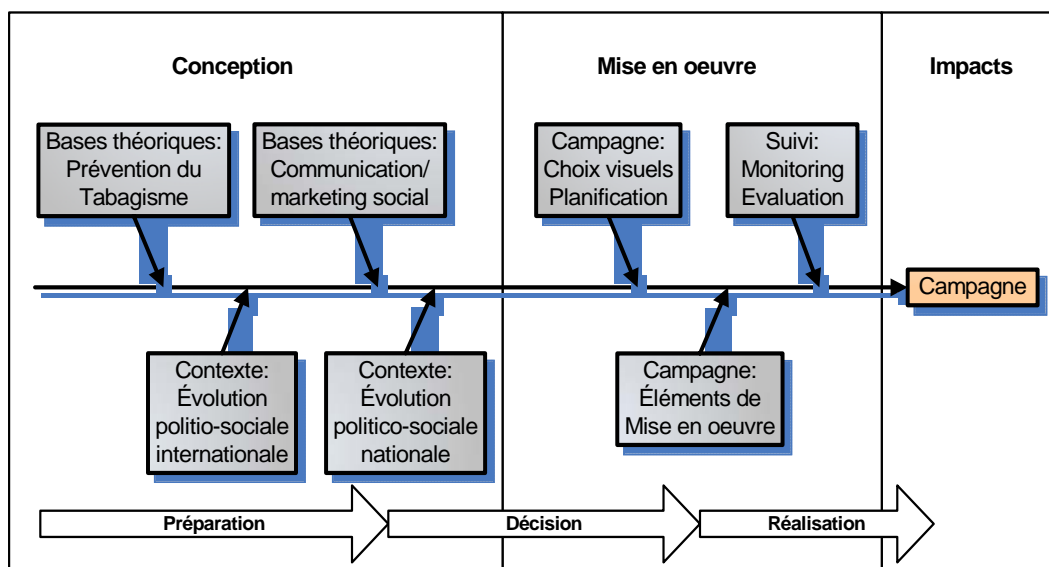 Conception
Mise en oeuvre
Impacts
Bases théoriques:
Prévention du
Tabagisme
Bases théoriques:
Communication/
marketing social
Campagne:
Choix visuels
Planification
Suivi:
Monitoring
Evaluation
Campagne
Contexte:
Évolution
politio-sociale
internationale
Contexte:
Évolution
politico-sociale
nationale
Campagne:
Éléments de
Mise en oeuvre
Préparation
Décision
Réalisation